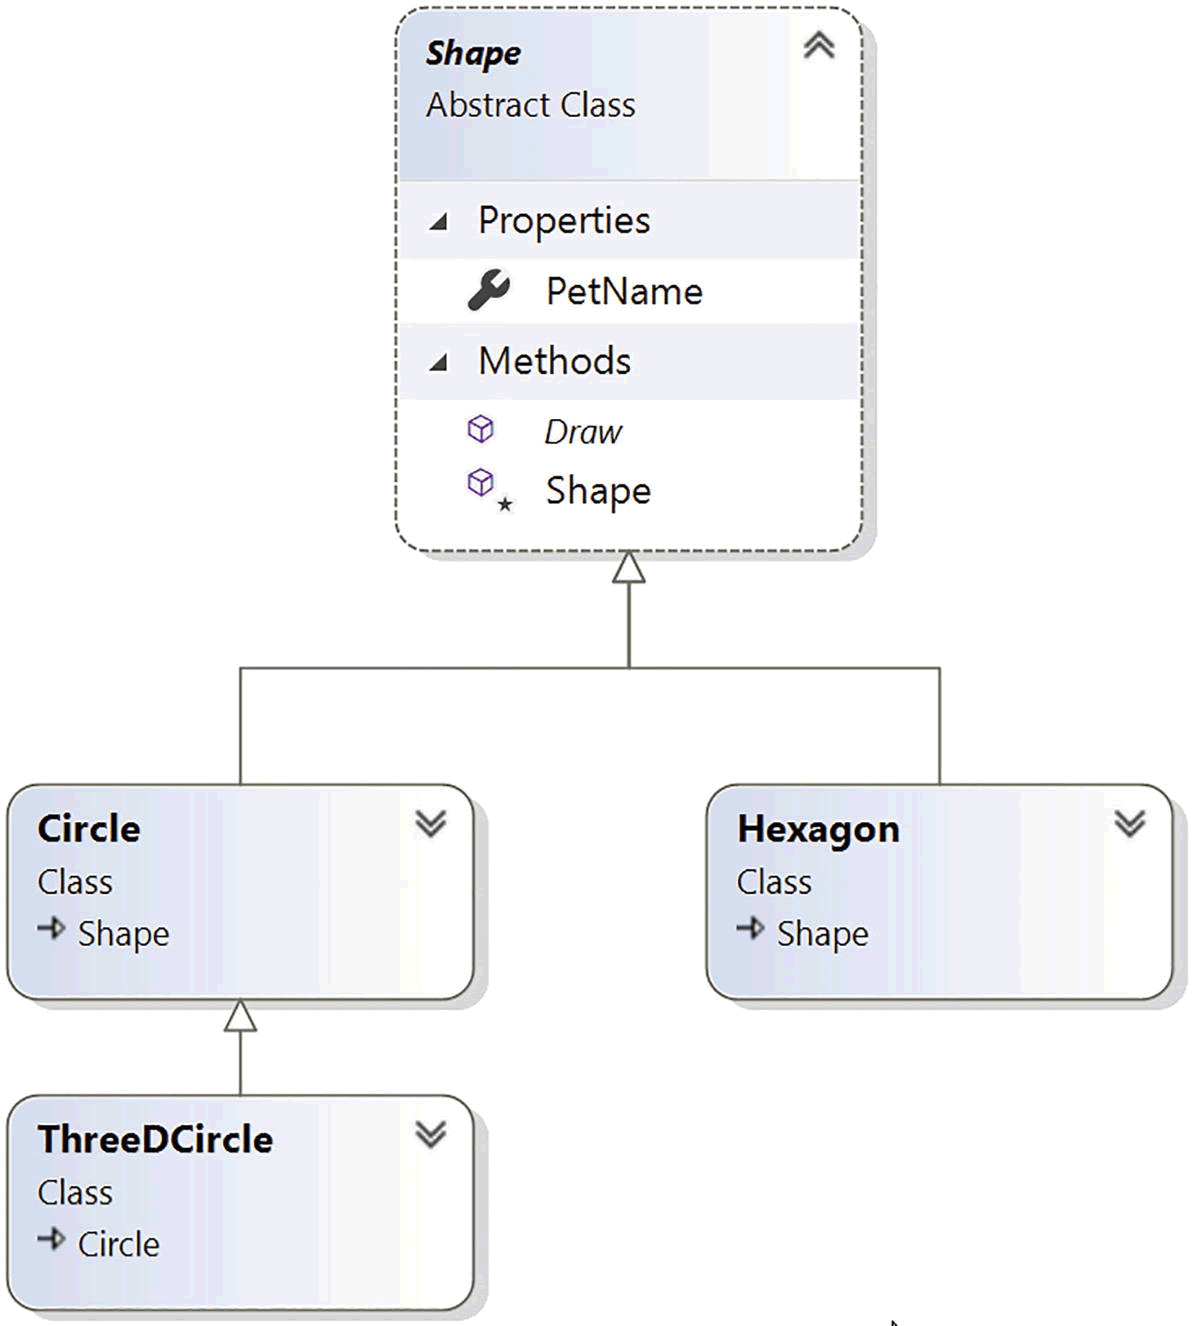 Shape
Abstract Class
Properties
PetName
Methods
Draw
Shape
Circle
Class
Shape
Hexagon
Class
Shape
ThreeDCircle
Class
Circle